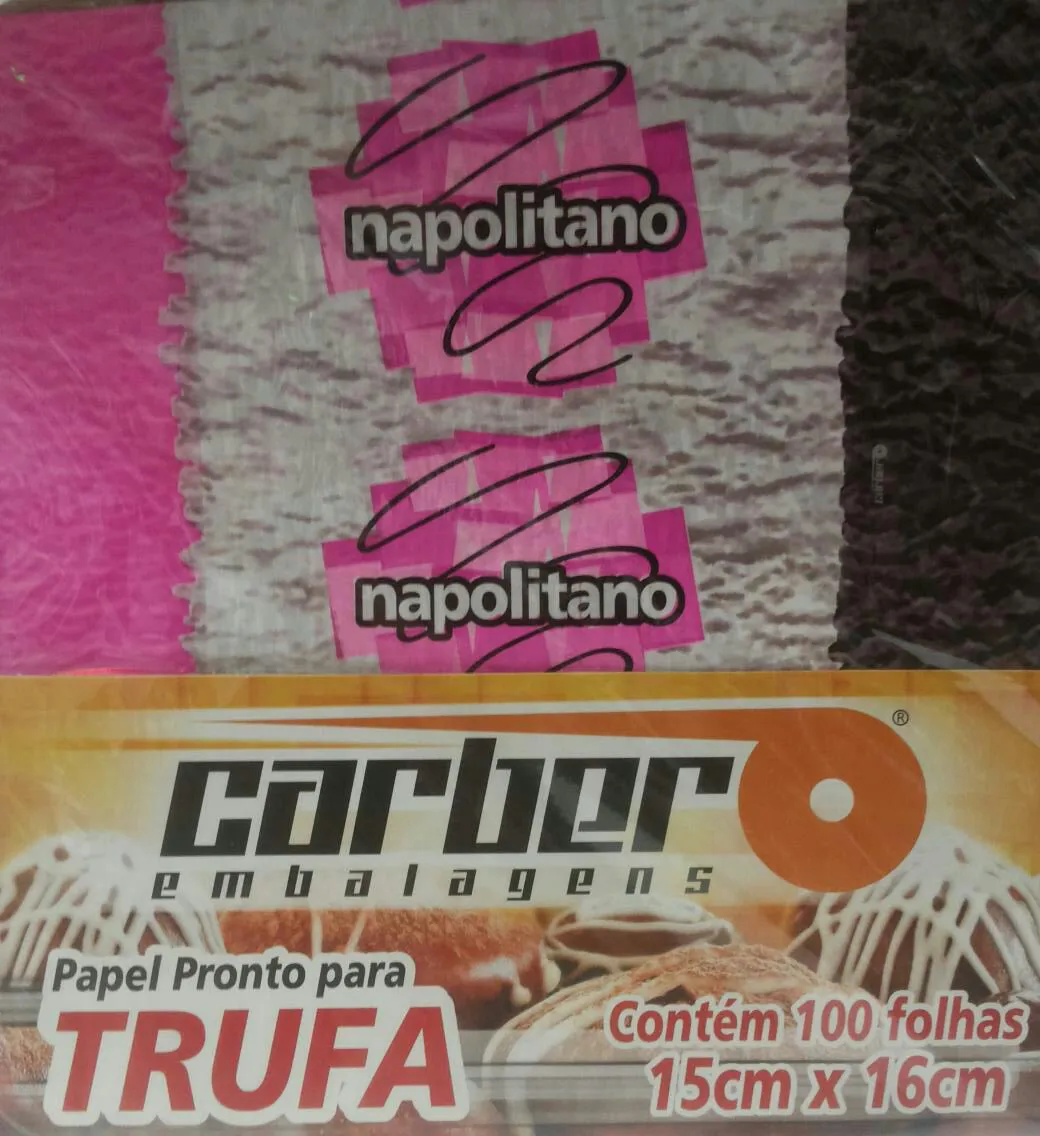 napolitano
napolitano
carbero ®
embalagens
Papel Pronto para
TRUFA
Contém 100 folhas
15cm x 16cm